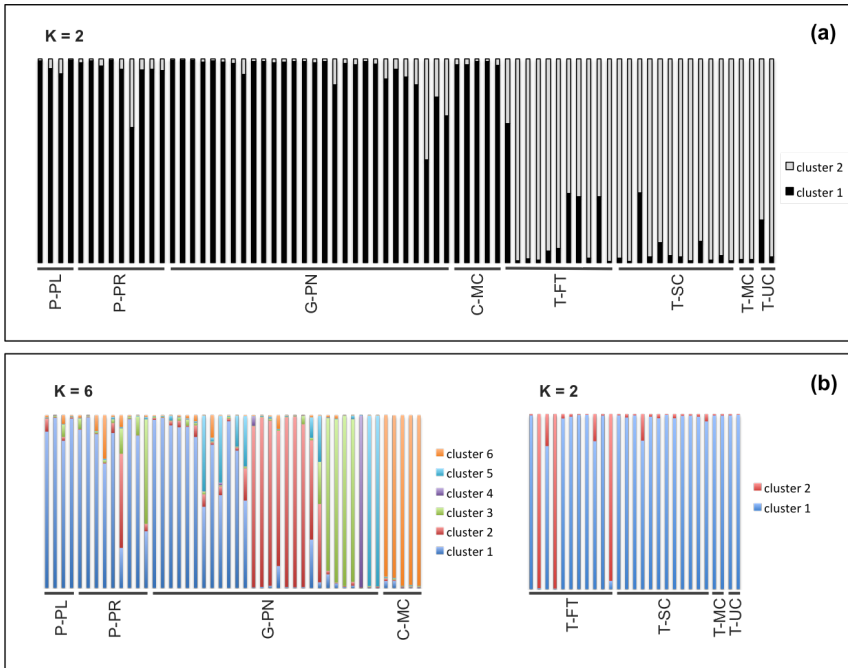 K = 2
(a)
cluster 2
cluster 1
P-PL
P-PR
G-PN
C-MC
T-FT
T-SC
T-MC
T-UC
(b)
K = 6
K = 2
cluster 6
cluster 5
cluster 4
cluster 3
cluster 2
cluster 1
cluster 2
cluster 1
P-PL
P-PR
G-PN
C-MC
T-FT
T-SC
T-MC
T-UC